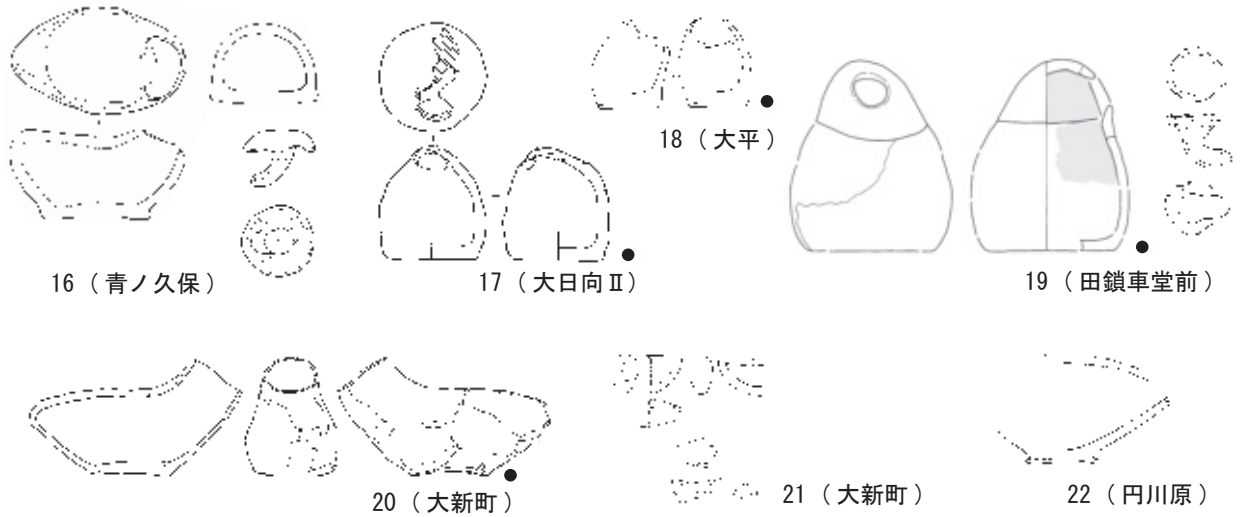 18 ( 大平 )
16 ( 青ノ久保 )
17 ( 大日向Ⅱ )
19 ( 田鎖車堂前 )
20 ( 大新町 )
21 ( 大新町 )
22 ( 円川原 )